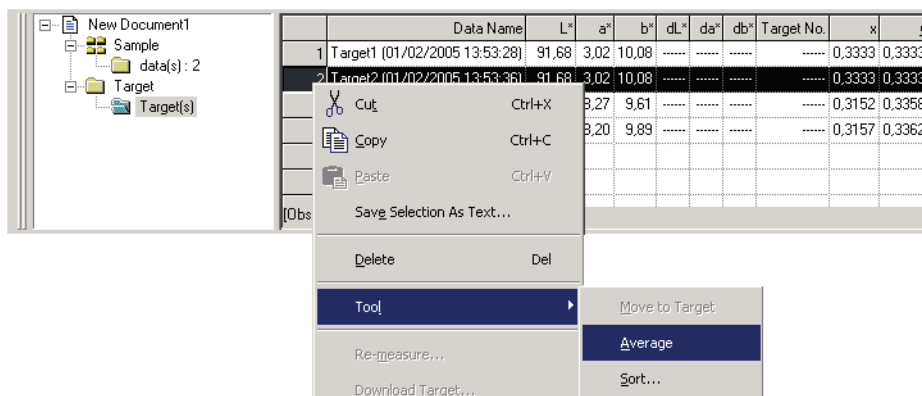 New Document1
Sample
data(s) : 2
Target
Target(s)
Data Name L* a* b* dL* da* db* Target No. x
1 Target1 (01/02/2005 13:53:28) 91,68 3,02 10,08 ----- ----- ----- ----- 0,3333 0,3333
2 Target2 (01/02/2005 13:53:36) 91,68 3,02 10,08 ----- ----- ----- ----- 0,3333 0,3333
3,27 9,61 ----- ----- ----- ----- 0,3152 0,3358
3,20 9,89 ----- ----- ----- ----- 0,3157 0,3362
[Obs
Cut Ctrl+X
Copy Ctrl+C
Paste Ctrl+V
Save Selection As Text...
Delete Del
Tool
Re-measure...
Download Target...
Move to Target
Average
Sort...